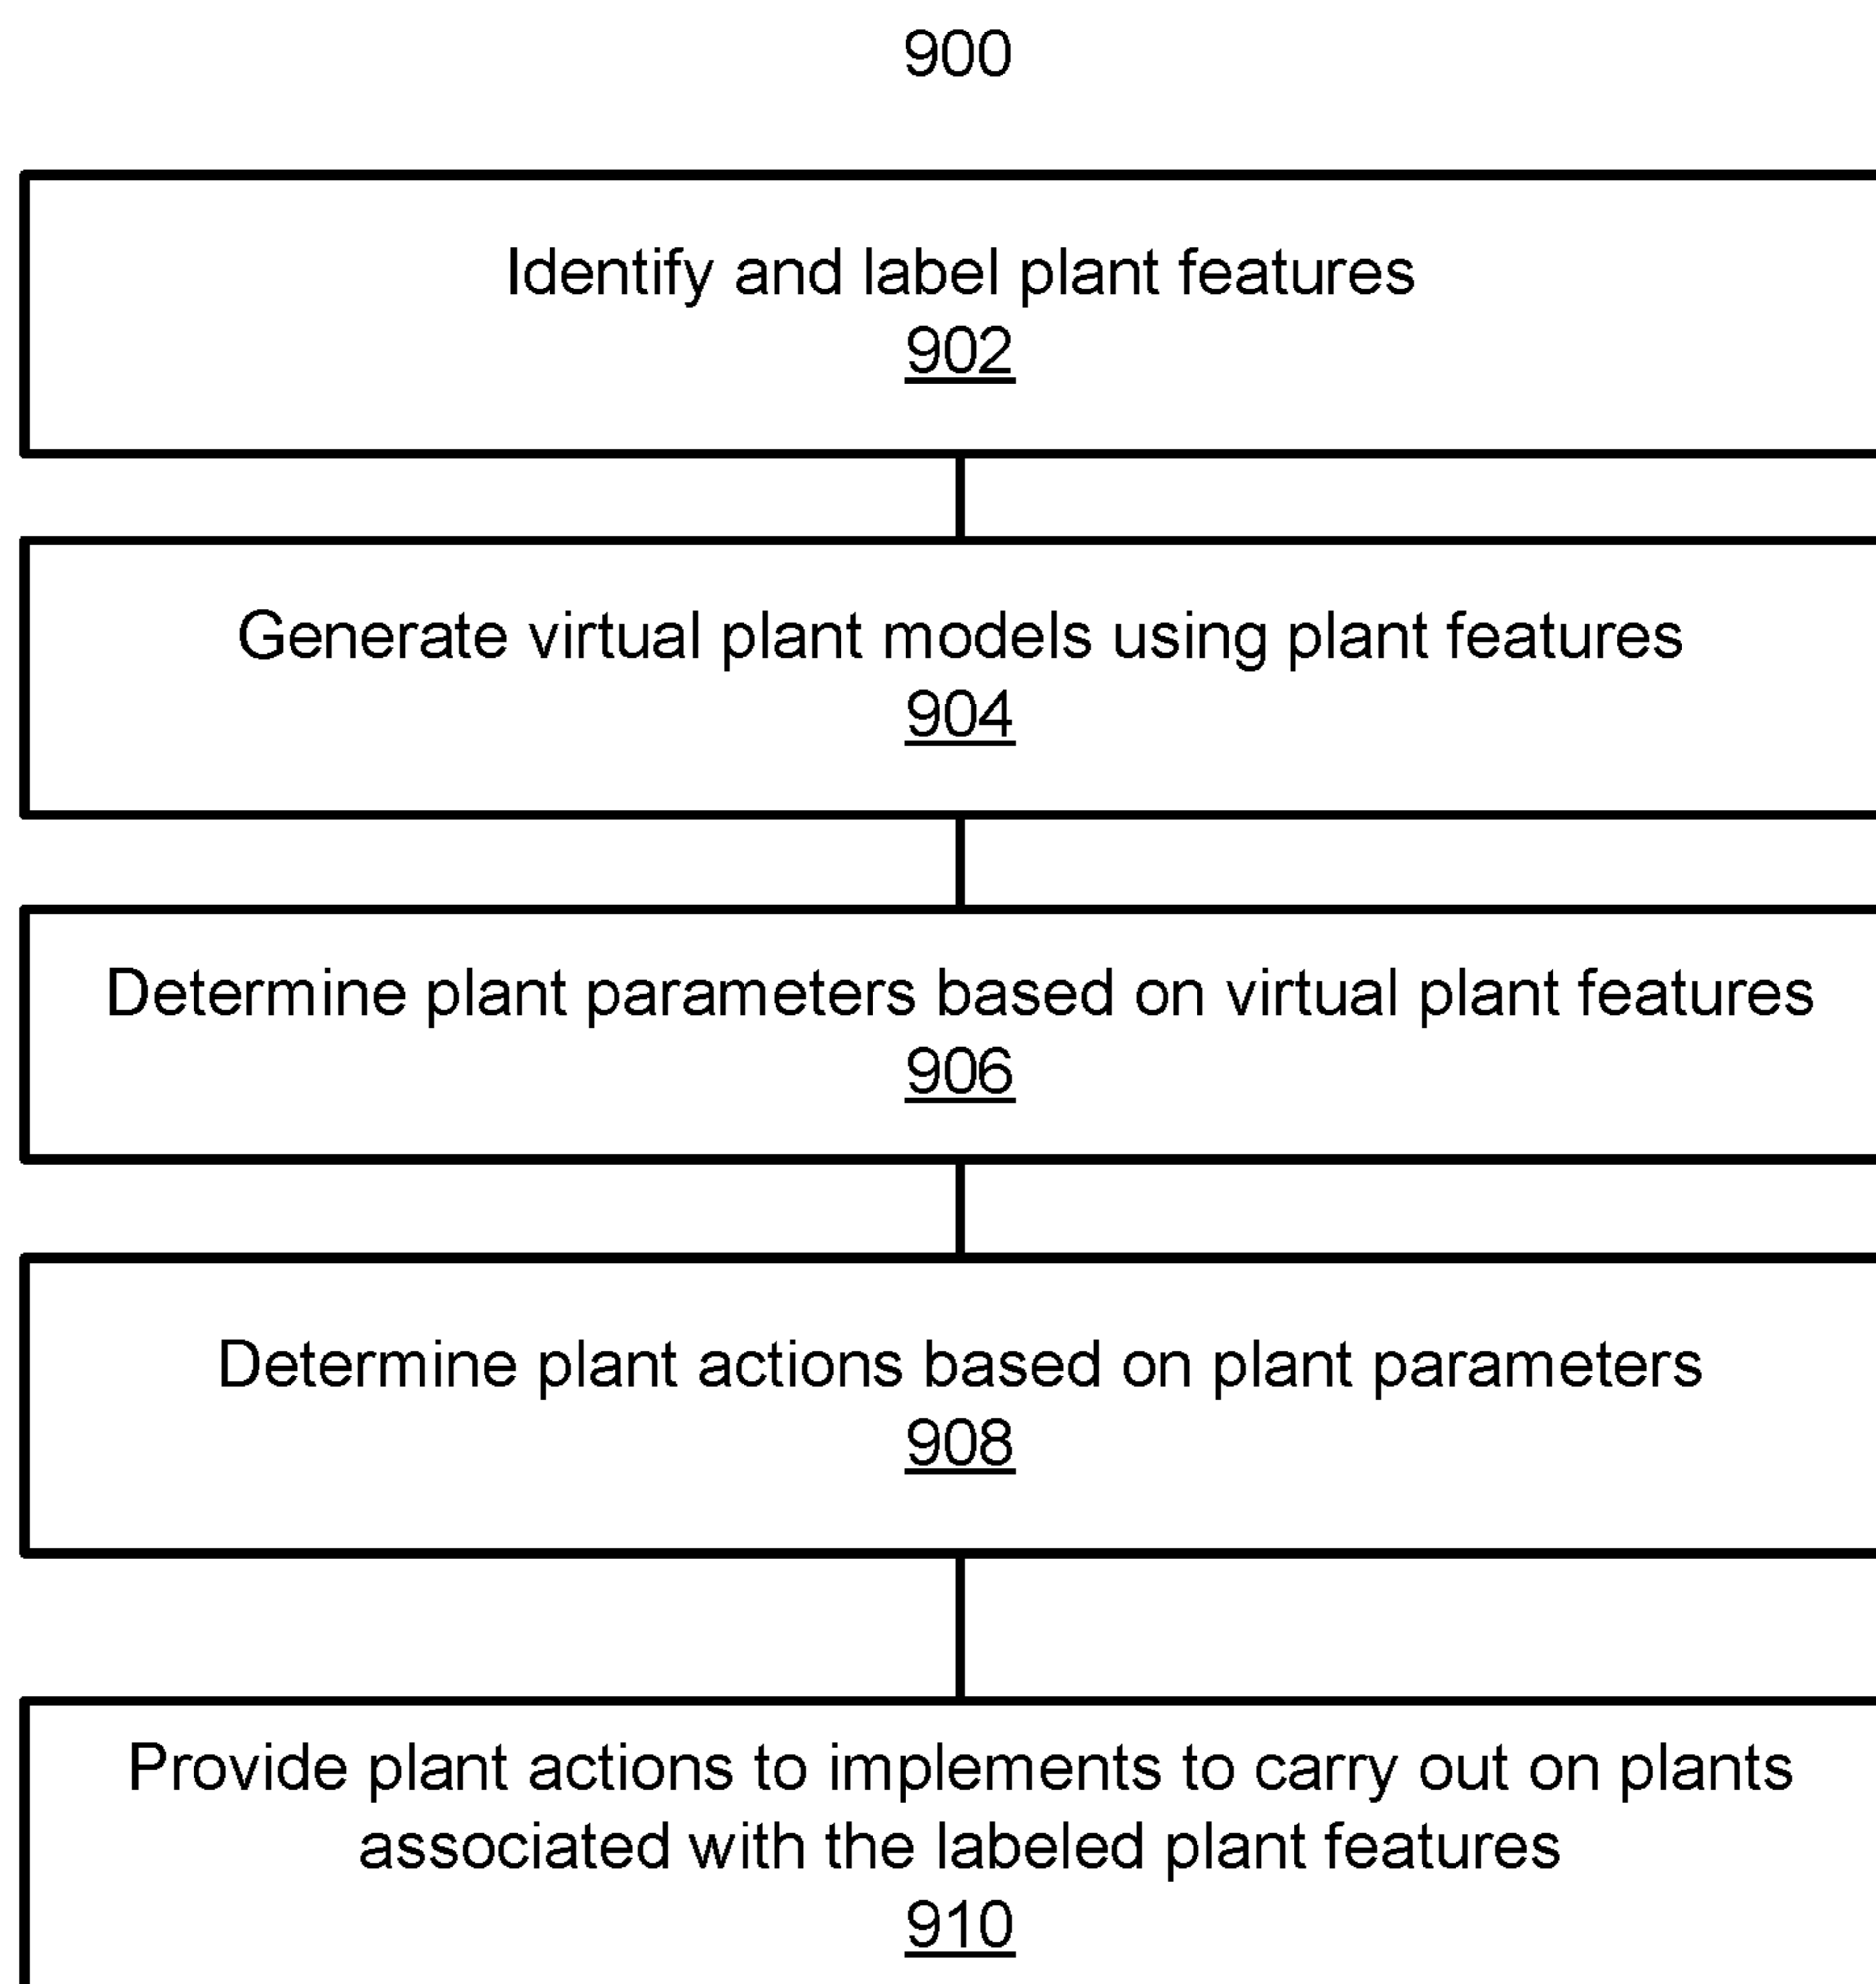 900
Identify and label plant features
902
Generate virtual plant models using plant features
904
Determine plant parameters based on virtual plant features
906
Determine plant actions based on plant parameters
908
Provide plant actions to implements to carry out on plants
associated with the labeled plant features
910